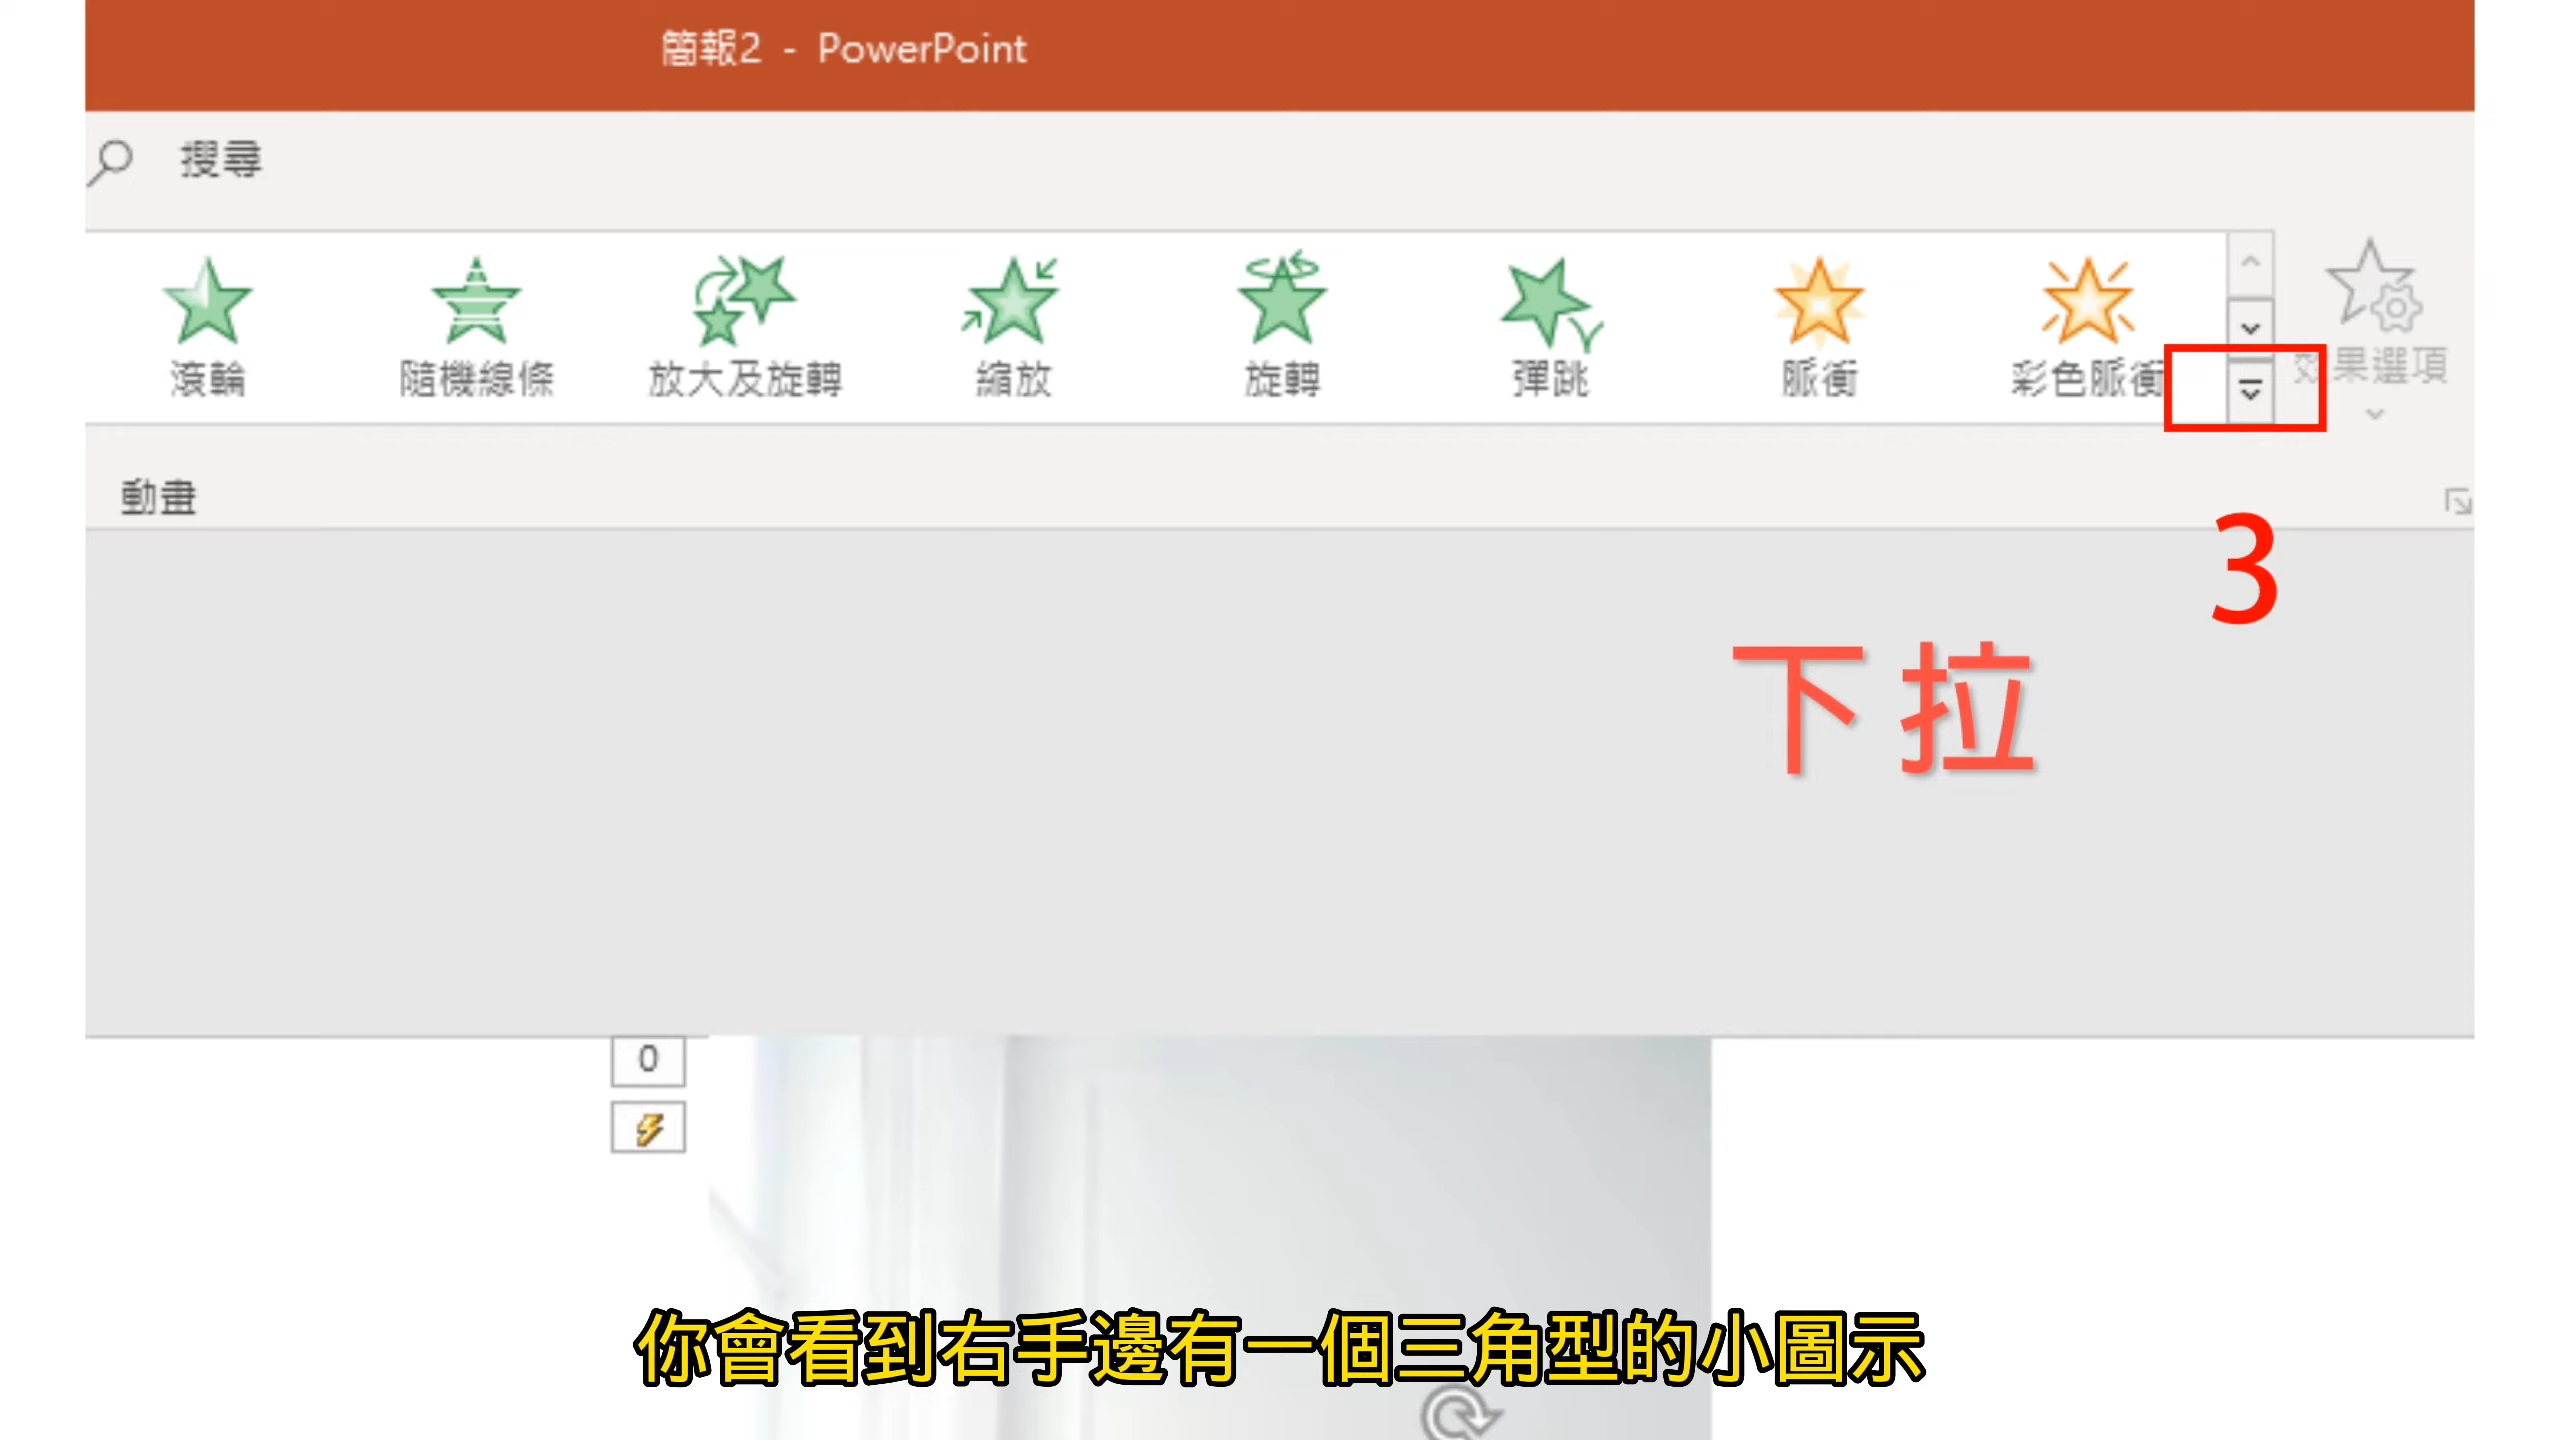 簡報2 - PowerPoint
搜尋
滾輪 隨機線條 放大及旋轉 縮放 旋轉 彈跳 脈衝 彩色脈衝 效果選項
動畫
3
下拉
0
你會看到右手邊有一個三角型的小圖示